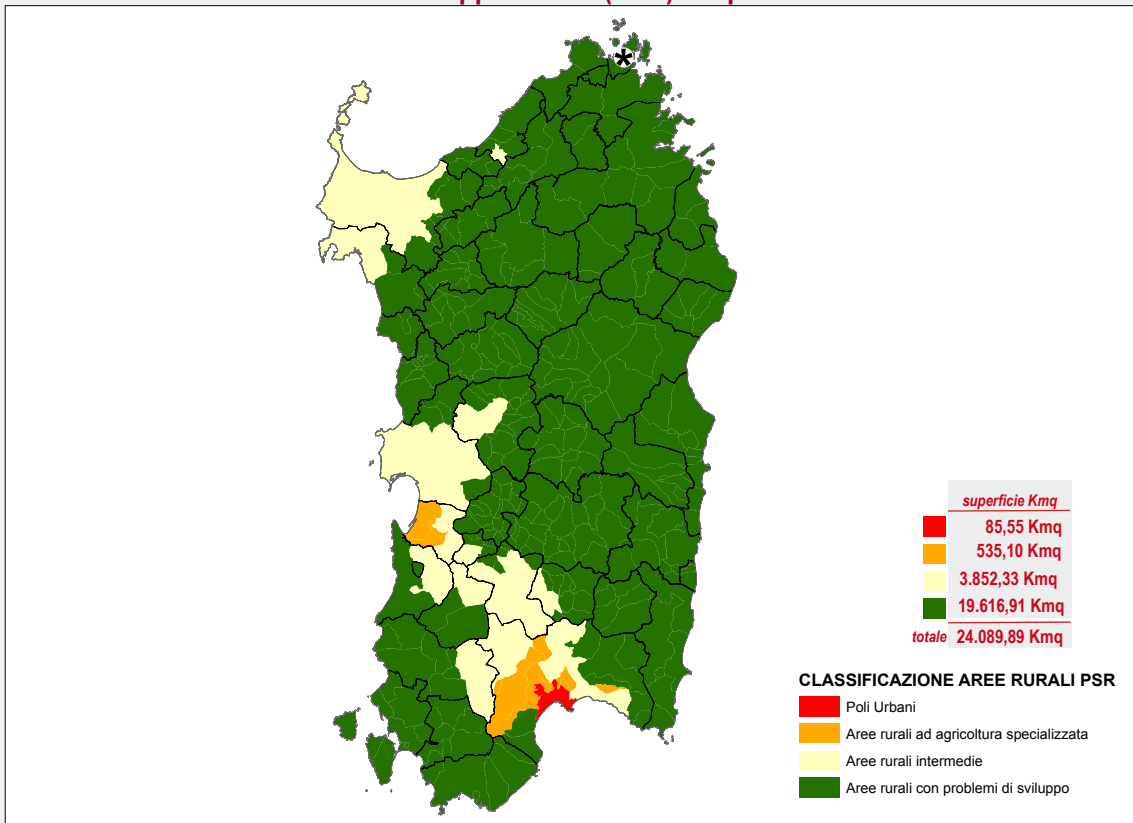 *
superficie Kmq
85,55 Kmq
535,10 Kmq
3.852,33 Kmq
19.616,91 Kmq
totale 24.089,89 Kmq
CLASSIFICAZIONE AREE RURALI PSR
Poli Urbani
Aree rurali ad agricoltura specializzata
Aree rurali intermedie
Aree rurali con problemi di sviluppo